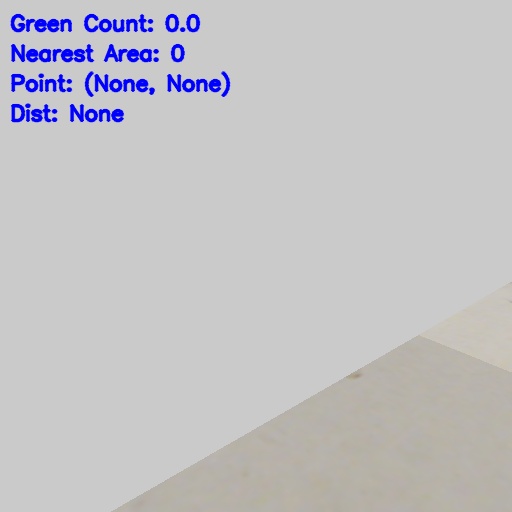 Green Count: 0.0
Nearest Area: 0
Point: (None, None)
Dist: None